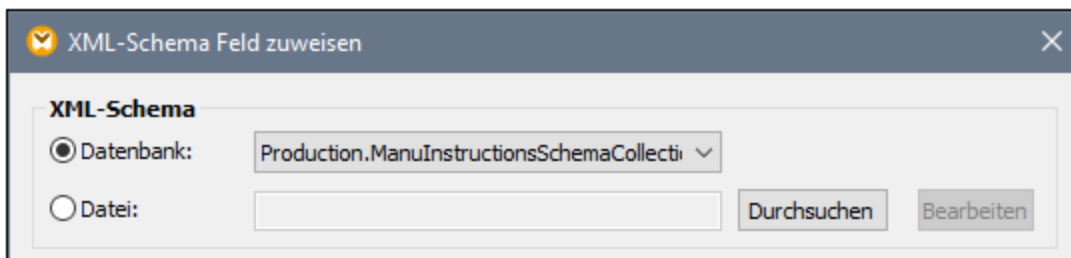 XML-Schema Feld zuweisen
XML-Schema
Datenbank: Production.ManuInstructionsSchemaCollecti
Datei: Durchsuchen Bearbeiten